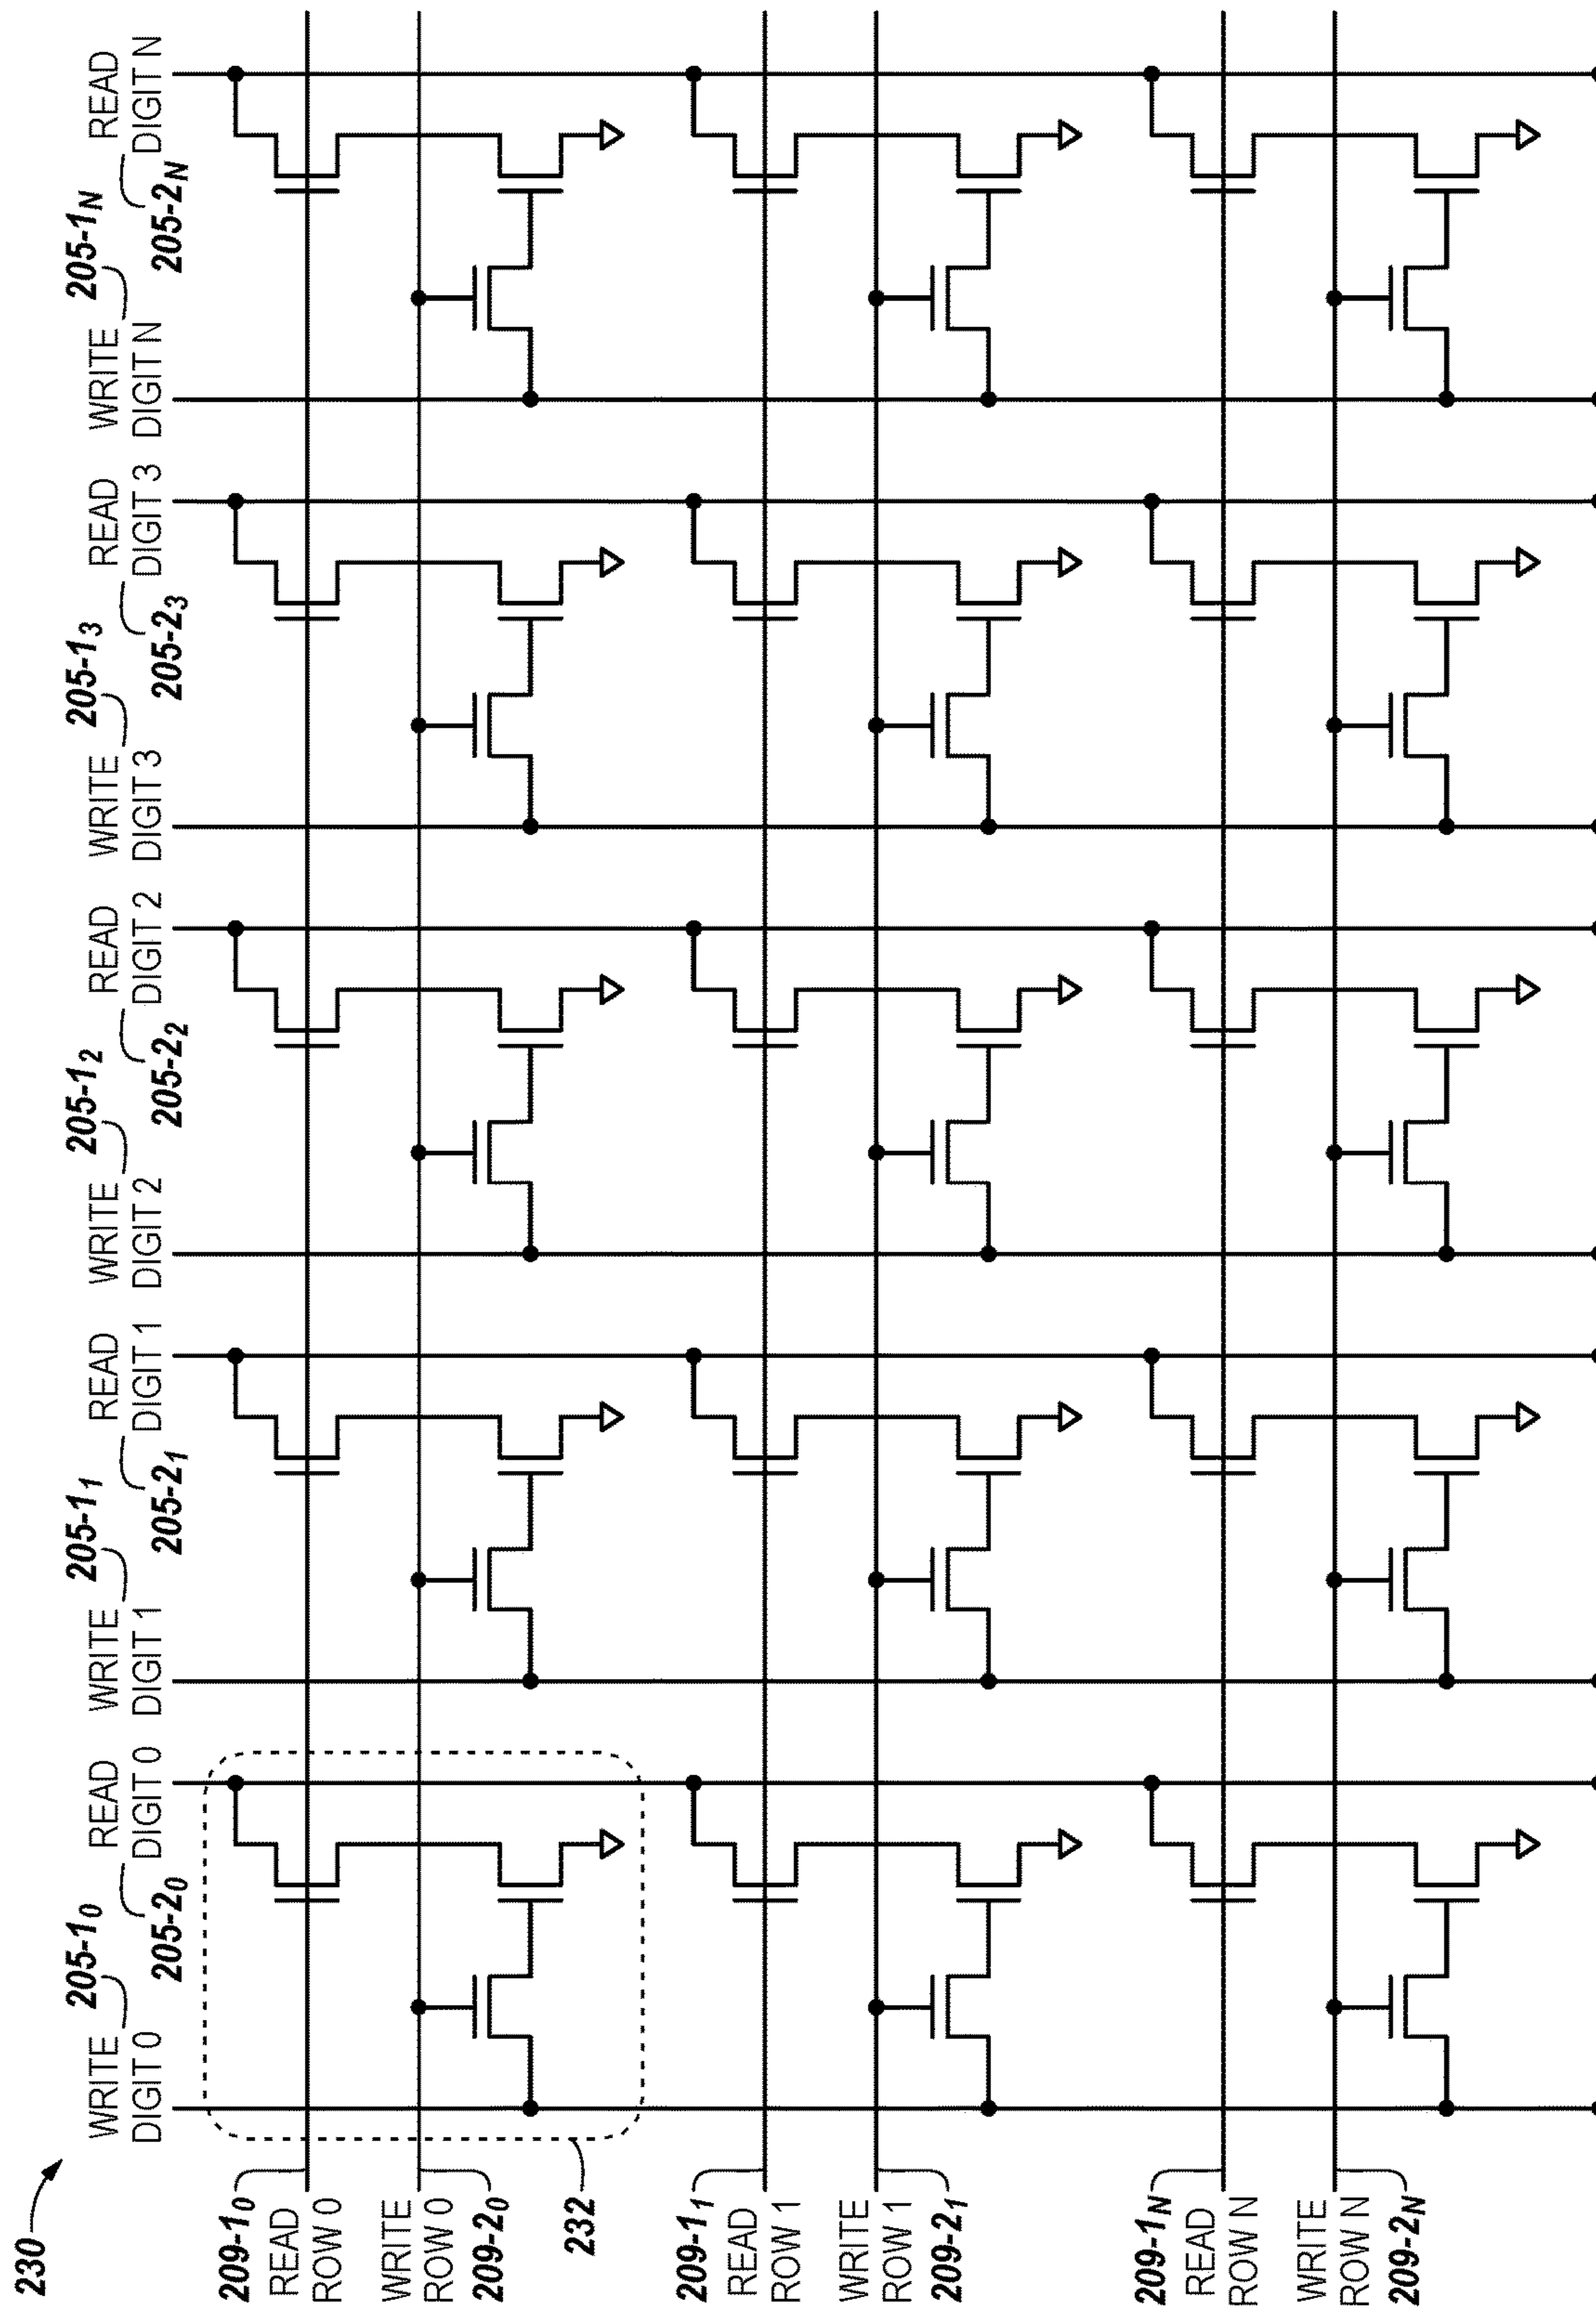 230
WRITE
DIGIT 0
205-1₀
READ
DIGIT 0
205-2₀
WRITE
DIGIT 1
205-1₁
READ
DIGIT 1
205-2₁
WRITE
DIGIT 2
205-1₂
READ
DIGIT 2
205-2₂
WRITE
DIGIT 3
205-1₃
READ
DIGIT 3
205-2₃
WRITE
DIGIT N
205-1N
READ
DIGIT N
205-2N
209-1₀
READ
ROW 0
WRITE
ROW 0
209-2₀
232
209-1₁
READ
ROW 1
WRITE
ROW 1
209-2₁
209-1N
READ
ROW N
WRITE
ROW N
209-2N